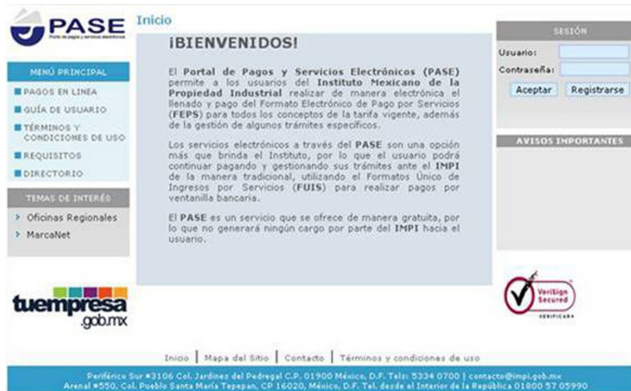 PASE
Portal de pagos y servicios electrónicos
Inicio
MENÚ PRINCIPAL
PAGOS EN LINEA
GUÍA DE USUARIO
TÉRMINOS Y
CONDICIONES DE USO
REQUISITOS
DIRECTORIO
TEMAS DE INTERÉS
Oficinas Regionales
MarcaNet
tuempresa
.gob.mx
¡BIENVENIDOS!
El Portal de Pagos y Servicios Electrónicos (PASE)
permite a los usuarios del Instituto Mexicano de la
Propiedad Industrial realizar de manera electrónica el
llenado y pago del Formato Electrónico de Pago por Servicios
(FEPS) para todos los conceptos de la tarifa vigente, además
de la gestión de algunos trámites específicos.
Los servicios electrónicos a través del PASE son una opción
más que brinda el Instituto, por lo que el usuario podrá
continuar pagando y gestionando sus trámites ante el IMPI
de la manera tradicional, utilizando el Formatos Único de
Ingresos por Servicios (FUIS) para realizar pagos por
ventanilla bancaria.
El PASE es un servicio que se ofrece de manera gratuita, por
lo que no generará ningún cargo por parte del IMPI hacia el
usuario.
SESIÓN
Usuario:
Contraseña:
Aceptar Registrarse
AVISOS IMPORTANTES
VeriSign
Secured
VERIFICAR
Inicio | Mapa del Sitio | Contacto | Términos y condiciones de uso
Periférico Sur #3106 Col. Jardines del Pedregal C.P. 01900 México, D.F. Tels: 5334 0700 | contacto@impi.gob.mx
Arenal #550, Col. Pueblo Santa María Tepepan, CP 16020, México, D.F. Tel. desde el Interior de la República 01800 57 05990